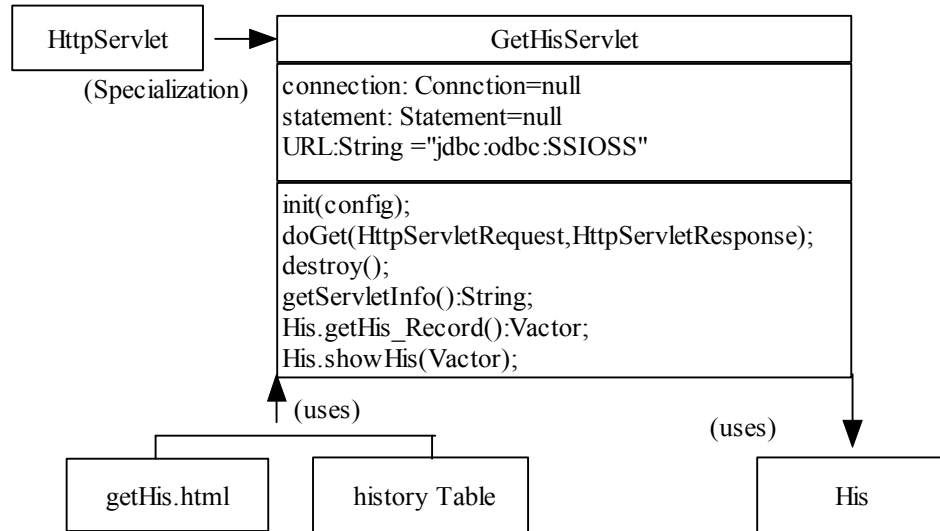 HttpServlet
GetHisServlet
(Specialization)
connection: Connction=null
statement: Statement=null
URL:String ="jdbc:odbc:SSIOSS"
init(config);
doGet(HttpServletRequest,HttpServletResponse);
destroy();
getServletInfo():String;
His.getHis_Record():Vactor;
His.showHis(Vactor);
(uses)
(uses)
getHis.html
history Table
His